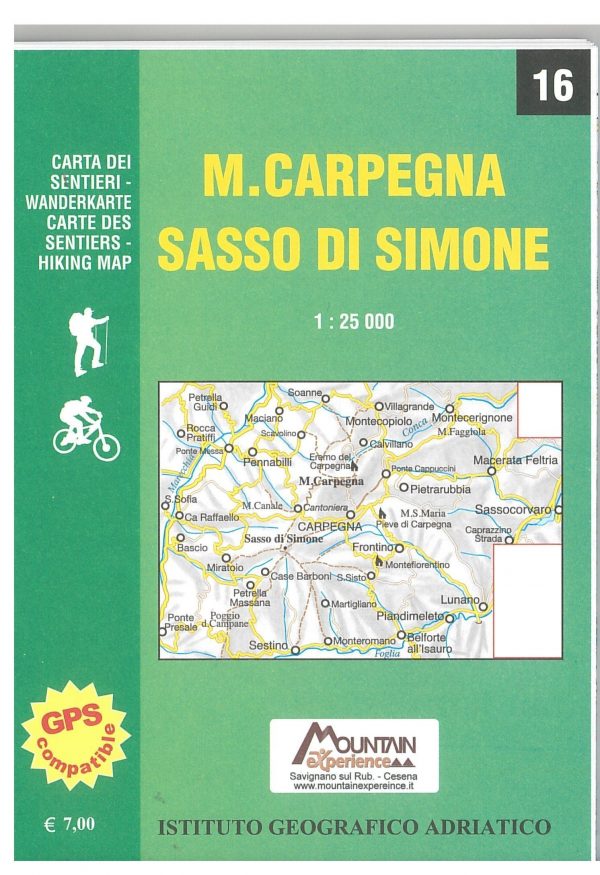 16
CARTA DEI
SENTIERI -
WANDERKARTE
CARTE DES
SENTIERS -
HIKING MAP
M.CARPEGNA
SASSO DI SIMONE
1 : 25 000
Soanne
Petrella
Guidi
Villagrande
Maciano
Montecopiolo
Montecerignone
Conca
M.Faggiola
Rocca
Pratiffi
Scavolino
Calvillano
Ponte Messa
Pennabilli
Eremo del
Carpegna
Macerata Feltria
Ponte Cappuccini
Marecchia
M.Carpegna
Pietrarubbia
S.Sofia
M.Canale
Cantoniera
M.S.Maria
Sassocorvaro
Ca Raffaello
CARPEGNA
Pieve di Carpegna
Caprazzino
Strada
Sasso di Simone
Bascio
Frontino
Miratoio
Montefiorentino
Case Barboni
S.Sisto
Petrella
Massana
Martigliano
Lunano
Ponte
Presale
Poggio
d.Campane
Piandimeleto
Sestino
Monteromano
Belforte
all'Isauro
Foglia
GPS
compatible
MOUNTAIN
eXperience
Savignano sul Rub. - Cesena
www.mountainexpereince.it
€ 7,00
ISTITUTO GEOGRAFICO ADRIATICO